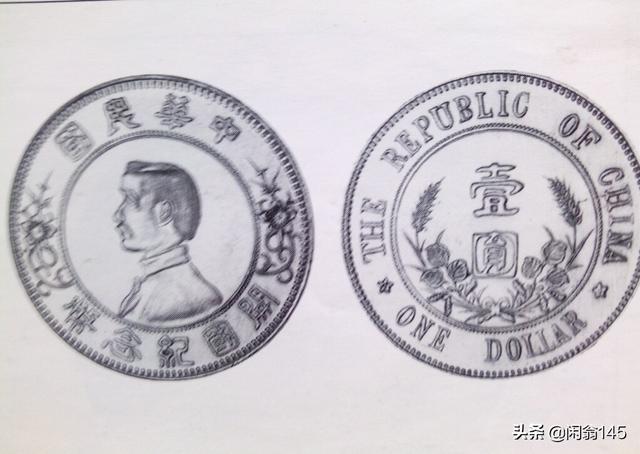 中華民國
開國紀念幣
THE REPUBLIC OF CHINA
壹
圓
ONE DOLLAR
头条 @闲翁145